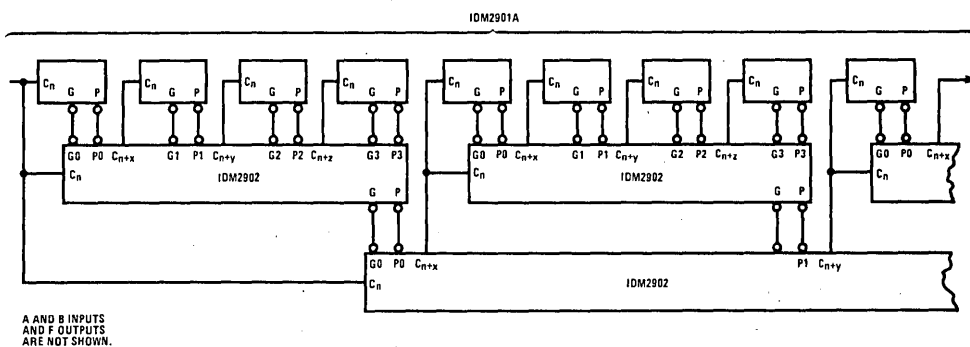 IDM2901A
Cn G P Cn G P Cn G P Cn G P Cn G P Cn G P Cn G P Cn G P Cn G P
G0 P0 Cn+x G1 P1 Cn+y G2 P2 Cn+z G3 P3 G0 P0 Cn+x G1 P1 Cn+y G2 P2 Cn+z G3 P3 G0 P0 Cn+x
Cn IDM2902 Cn IDM2902 Cn
G P G P
G0 P0 Cn+x P1 Cn+y
Cn IDM2902
A AND B INPUTS
AND F OUTPUTS
ARE NOT SHOWN.